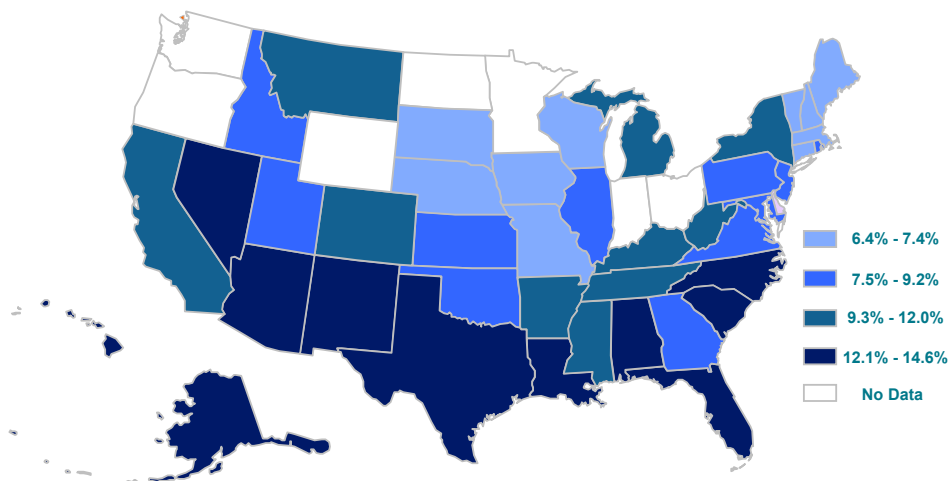 6.4% - 7.4%
7.5% - 9.2%
9.3% - 12.0%
12.1% - 14.6%
No Data